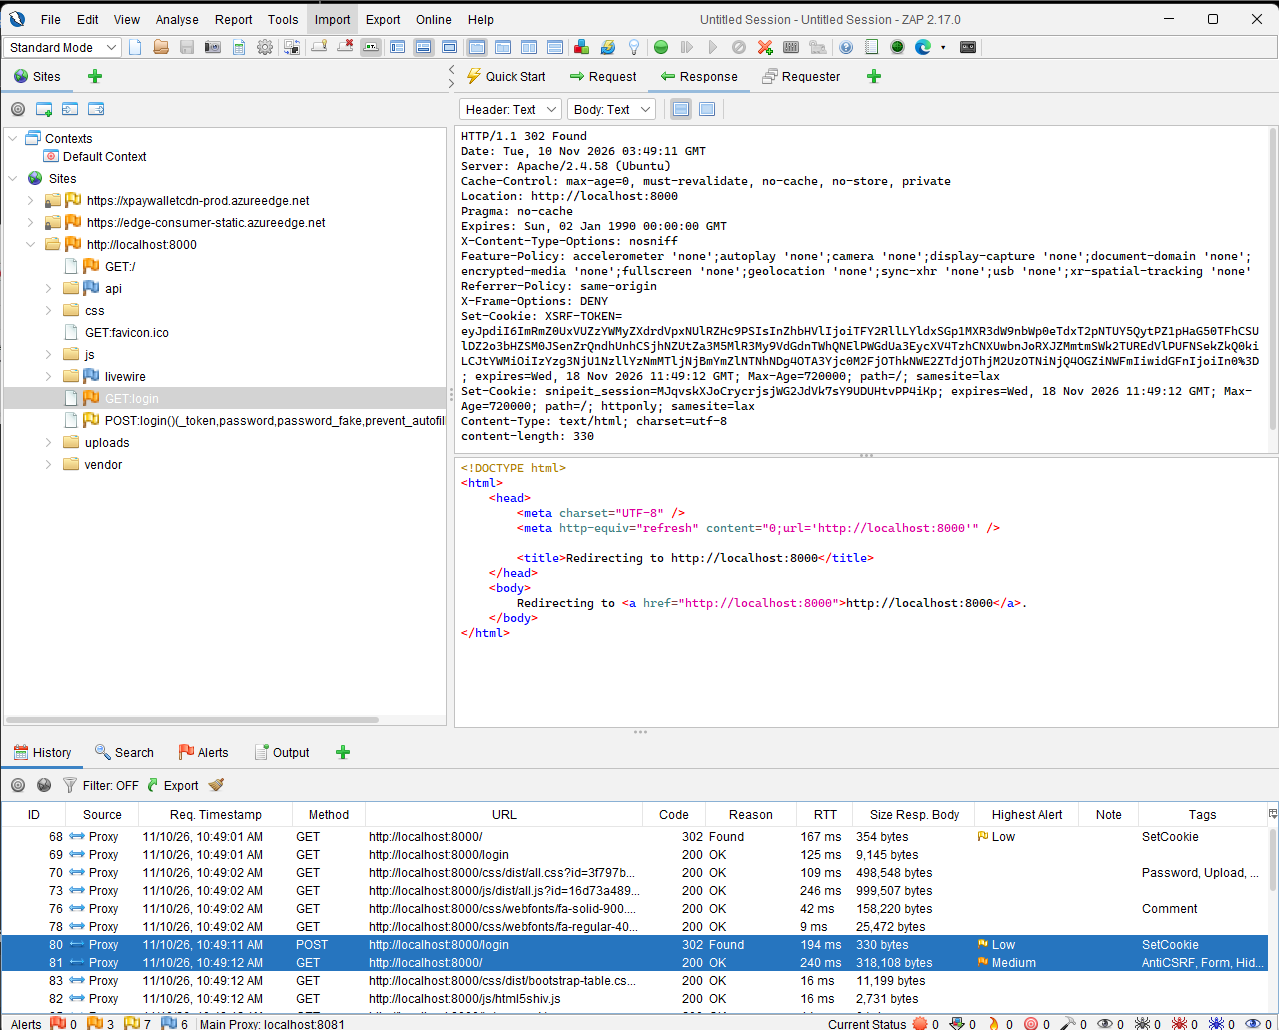 File Edit View Analyse Report Tools Import Export Online Help Untitled Session - Untitled Session - ZAP 2.17.0
Standard Mode
Sites
Quick Start Request Response Requester
Header: Text Body: Text
Contexts
Default Context
Sites
https://xpaywalletcdn-prod.azureedge.net
https://edge-consumer-static.azureedge.net
http://localhost:8000
GET:/
api
css
GET:favicon.ico
js
livewire
GET:login
POST:login()(_token,password,password_fake,prevent_autofil
uploads
vendor
HTTP/1.1 302 Found
Date: Tue, 10 Nov 2026 03:49:11 GMT
Server: Apache/2.4.58 (Ubuntu)
Cache-Control: max-age=0, must-revalidate, no-cache, no-store, private
Location: http://localhost:8000
Pragma: no-cache
Expires: Sun, 02 Jan 1990 00:00:00 GMT
X-Content-Type-Options: nosniff
Feature-Policy: accelerometer 'none';autoplay 'none';camera 'none';display-capture 'none';document-domain 'none';
encrypted-media 'none';fullscreen 'none';geolocation 'none';sync-xhr 'none';usb 'none';xr-spatial-tracking 'none'
Referrer-Policy: same-origin
X-Frame-Options: DENY
Set-Cookie: XSRF-TOKEN=
; expires=Wed, 18 Nov 2026 11:49:12 GMT; Max-Age=720000; path=/; samesite=lax
Set-Cookie: snipeit_session=MJqvskXJoCrycrjsjWG2JdVk7sY9UDUHtvPP4iKp; expires=Wed, 18 Nov 2026 11:49:12 GMT; Max-
Age=720000; path=/; httponly; samesite=lax
Content-Type: text/html; charset=utf-8
content-length: 330
<!DOCTYPE html>
<html>
<head>
<meta charset="UTF-8" />
<meta http-equiv="refresh" content="0;url='http://localhost:8000'" />
<title>Redirecting to http://localhost:8000</title>
</head>
<body>
Redirecting to <a href="http://localhost:8000">http://localhost:8000</a>.
</body>
</html>
History Search Alerts Output
Filter: OFF Export
ID Source Req. Timestamp Method URL Code Reason RTT Size Resp. Body Highest Alert Note Tags
68 Proxy 11/10/26, 10:49:01 AM GET http://localhost:8000/ 302 Found 167 ms 354 bytes Low SetCookie
69 Proxy 11/10/26, 10:49:01 AM GET http://localhost:8000/login 200 OK 125 ms 9,145 bytes
70 Proxy 11/10/26, 10:49:02 AM GET http://localhost:8000/css/dist/all.css?id=3f797b... 200 OK 109 ms 498,548 bytes Password, Upload, ...
73 Proxy 11/10/26, 10:49:02 AM GET http://localhost:8000/js/dist/all.js?id=16d73a489... 200 OK 246 ms 999,507 bytes
76 Proxy 11/10/26, 10:49:02 AM GET http://localhost:8000/css/webfonts/fa-solid-900.... 200 OK 42 ms 158,220 bytes Comment
78 Proxy 11/10/26, 10:49:02 AM GET http://localhost:8000/css/webfonts/fa-regular-40... 200 OK 9 ms 25,472 bytes
80 Proxy 11/10/26, 10:49:11 AM POST http://localhost:8000/login 302 Found 194 ms 330 bytes Low SetCookie
81 Proxy 11/10/26, 10:49:12 AM GET http://localhost:8000/ 200 OK 240 ms 318,108 bytes Medium AntiCSRF, Form, Hid...
83 Proxy 11/10/26, 10:49:12 AM GET http://localhost:8000/css/dist/bootstrap-table.cs... 200 OK 16 ms 11,199 bytes
82 Proxy 11/10/26, 10:49:12 AM GET http://localhost:8000/js/html5shiv.js 200 OK 16 ms 2,731 bytes
Alerts 0 3 7 6 Main Proxy: localhost:8081 Current Status 0 0 0 0 0 0 0 0 0 0